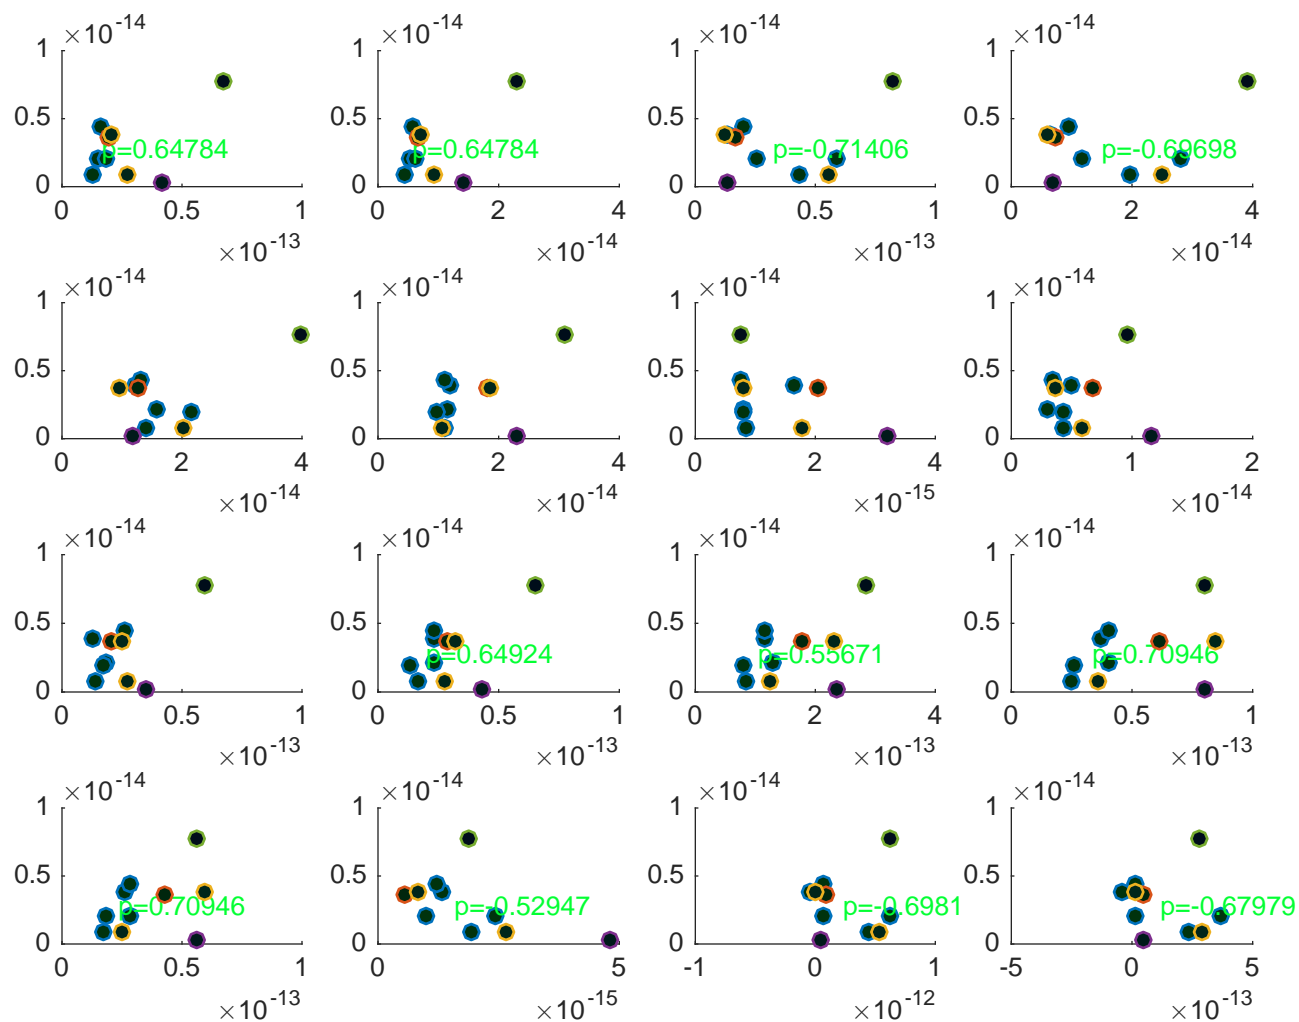 ×10-14 ×10-14 ×10-14 ×10-14
1 1 1 1
0.5 0.5 0.5 0.5
p=0.64784 p=0.64784 p=-0.71406 p=-0.69698
0 0 0 0
0 0.5 1 0 2 4 0 0.5 1 0 2 4
×10-13 ×10-14 ×10-13 ×10-14
×10-14 ×10-14 ×10-14 ×10-14
1 1 1 1
0.5 0.5 0.5 0.5
0 0 0 0
0 2 4 0 2 4 0 2 4 0 1 2
×10-14 ×10-14 ×10-15 ×10-14
×10-14 ×10-14 ×10-14 ×10-14
1 1 1 1
0.5 0.5 0.5 0.5
p=0.64924 p=0.55671 p=0.70946
0 0 0 0
0 0.5 1 0 0.5 1 0 2 4 0 0.5 1
×10-13 ×10-13 ×10-14 ×10-13
×10-14 ×10-14 ×10-14 ×10-14
1 1 1 1
0.5 0.5 0.5 0.5
p=0.70946 p=-0.52947 p=-0.6981 p=-0.67979
0 0 0 0
0 0.5 1 0 5 -1 0 1 -5 0 5
×10-13 ×10-15 ×10-12 ×10-13